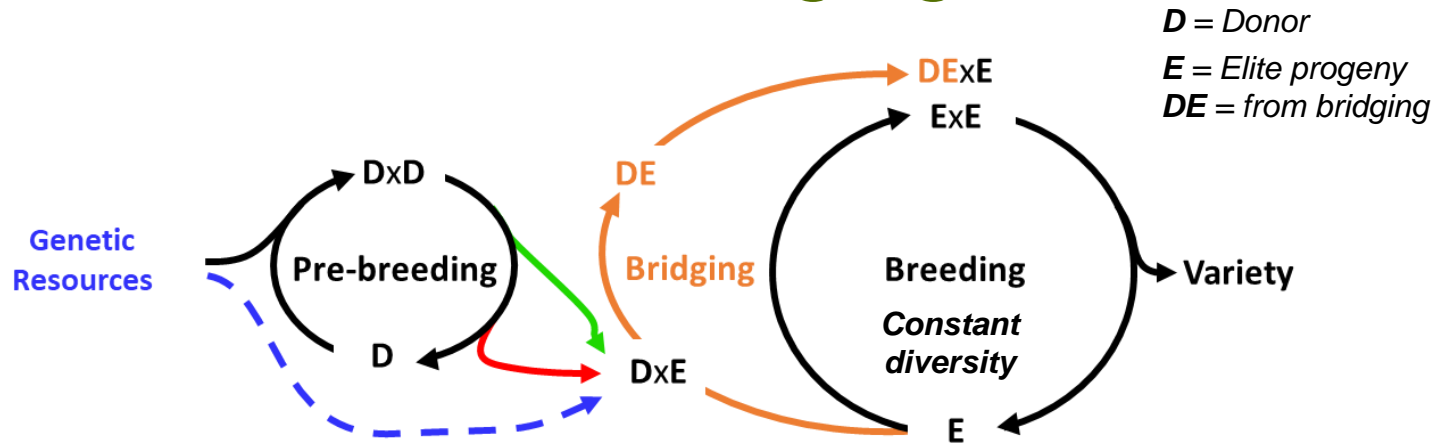 D = Donor
E = Elite progeny
DE = from bridging
DExE
ExE
DxD
DE
Genetic
Resources
Pre-breeding
Bridging
Breeding
Variety
Constant
diversity
D
DxE
E